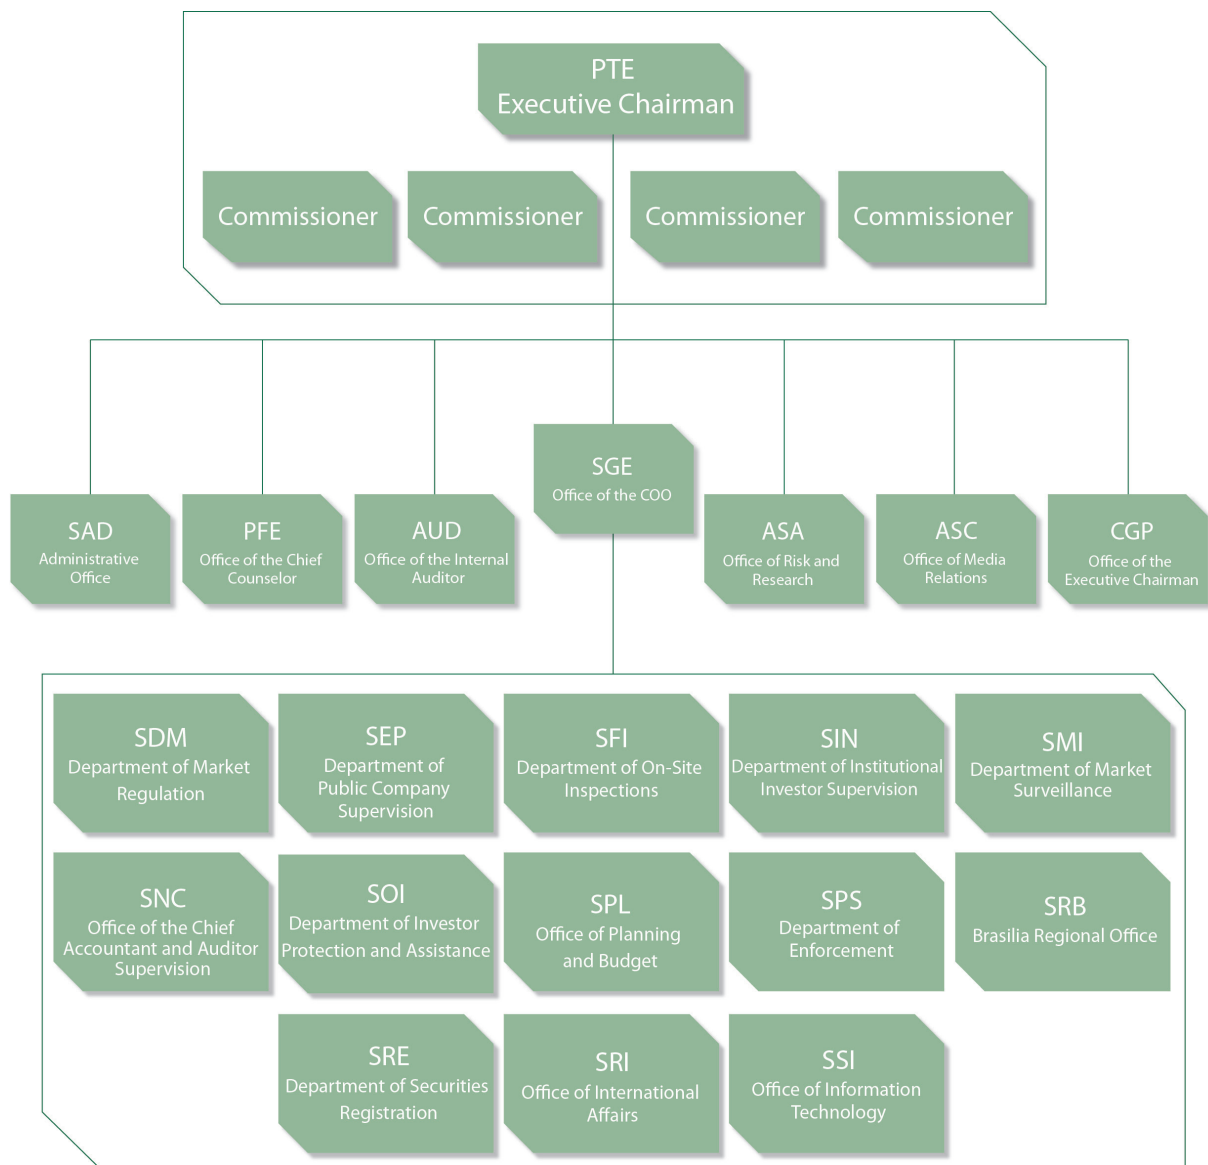 PTE
Executive Chairman
Commissioner
Commissioner
Commissioner
Commissioner
SGE
Office of the COO
SAD
Administrative
Office
PFE
Office of the Chief
Counselor
AUD
Office of the Internal
Auditor
ASA
Office of Risk and
Research
ASC
Office of Media
Relations
CGP
Office of the
Executive Chairman
SDM
Department of Market
Regulation
SEP
Department of
Public Company
Supervision
SFI
Department of On-Site
Inspections
SIN
Department of Institutional
Investor Supervision
SMI
Department of Market
Surveillance
SNC
Office of the Chief
Accountant and Auditor
Supervision
SOI
Department of Investor
Protection and Assistance
SPL
Office of Planning
and Budget
SPS
Department of
Enforcement
SRB
Brasilia Regional Office
SRE
Department of Securities
Registration
SRI
Office of International
Affairs
SSI
Office of Information
Technology